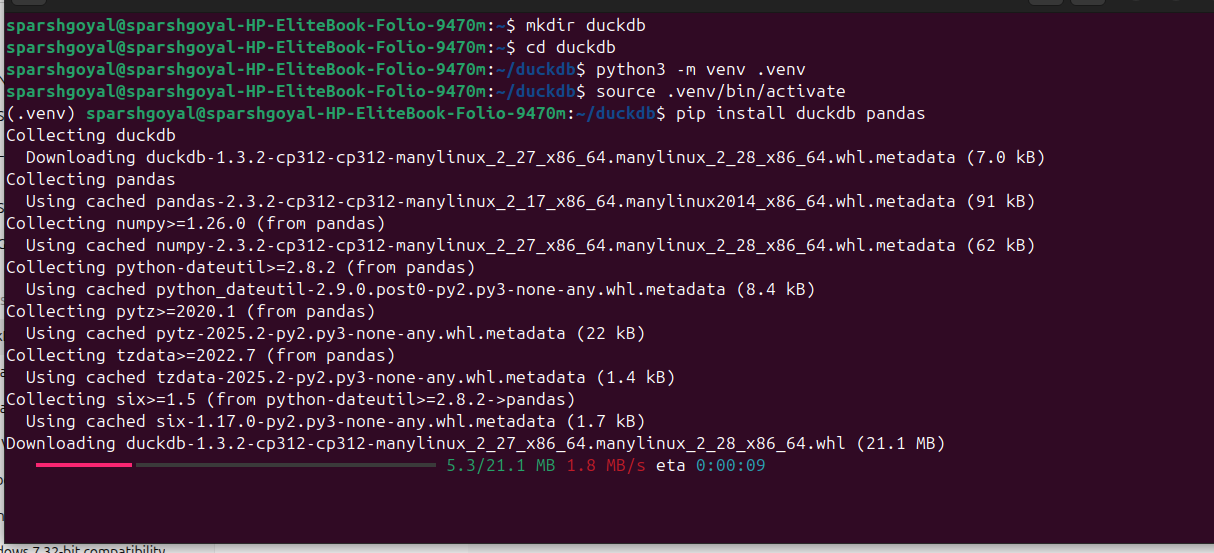 sparshgoyal@sparshgoyal-HP-EliteBook-Folio-9470m:~$ mkdir duckdb
sparshgoyal@sparshgoyal-HP-EliteBook-Folio-9470m:~$ cd duckdb
sparshgoyal@sparshgoyal-HP-EliteBook-Folio-9470m:~/duckdb$ python3 -m venv .venv
sparshgoyal@sparshgoyal-HP-EliteBook-Folio-9470m:~/duckdb$ source .venv/bin/activate
(.venv) sparshgoyal@sparshgoyal-HP-EliteBook-Folio-9470m:~/duckdb$ pip install duckdb pandas
Collecting duckdb
  Downloading duckdb-1.3.2-cp312-cp312-manylinux_2_27_x86_64.manylinux_2_28_x86_64.whl.metadata (7.0 kB)
Collecting pandas
  Using cached pandas-2.3.2-cp312-cp312-manylinux_2_17_x86_64.manylinux2014_x86_64.whl.metadata (91 kB)
Collecting numpy>=1.26.0 (from pandas)
  Using cached numpy-2.3.2-cp312-cp312-manylinux_2_27_x86_64.manylinux_2_28_x86_64.whl.metadata (62 kB)
Collecting python-dateutil>=2.8.2 (from pandas)
  Using cached python_dateutil-2.9.0.post0-py2.py3-none-any.whl.metadata (8.4 kB)
Collecting pytz>=2020.1 (from pandas)
  Using cached pytz-2025.2-py2.py3-none-any.whl.metadata (22 kB)
Collecting tzdata>=2022.7 (from pandas)
  Using cached tzdata-2025.2-py2.py3-none-any.whl.metadata (1.4 kB)
Collecting six>=1.5 (from python-dateutil>=2.8.2->pandas)
  Using cached six-1.17.0-py2.py3-none-any.whl.metadata (1.7 kB)
Downloading duckdb-1.3.2-cp312-cp312-manylinux_2_27_x86_64.manylinux_2_28_x86_64.whl (21.1 MB)
5.3/21.1 MB 1.8 MB/s eta 0:00:09
7 32-bit compatibility